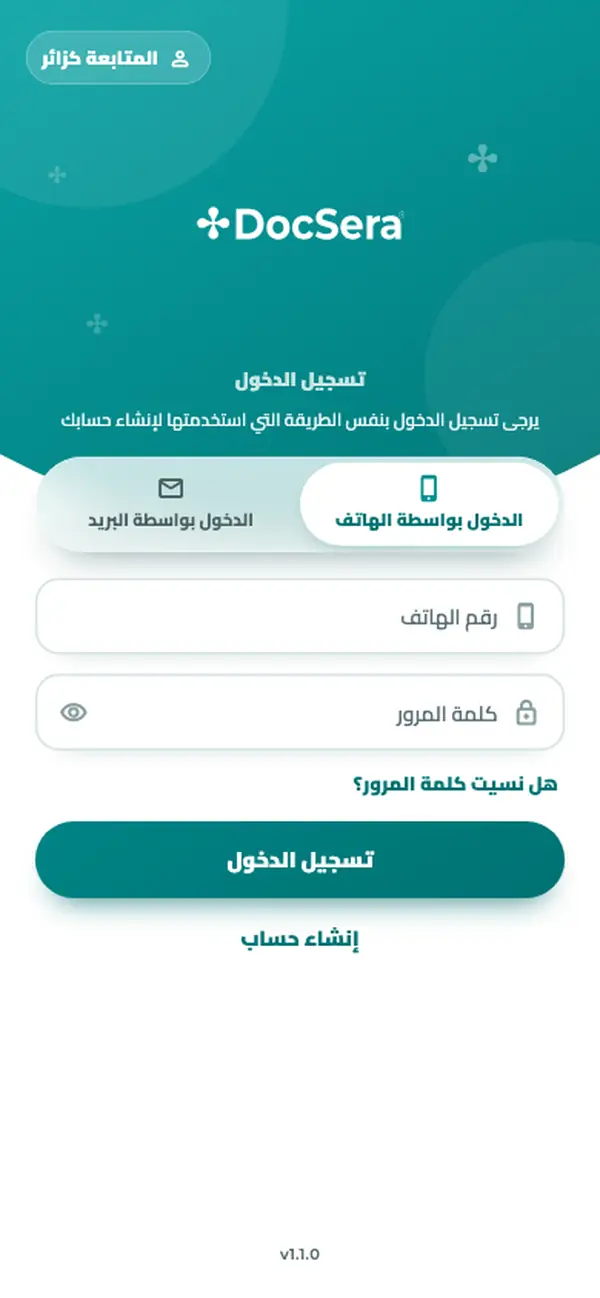 المتابعة كزائر
DocSera
تسجيل الدخول
يرجى تسجيل الدخول بنفس الطريقة التي استخدمتها لإنشاء حسابك
الدخول بواسطة الهاتف
الدخول بواسطة البريد
رقم الهاتف
كلمة المرور
هل نسيت كلمة المرور؟
تسجيل الدخول
إنشاء حساب
v1.1.0